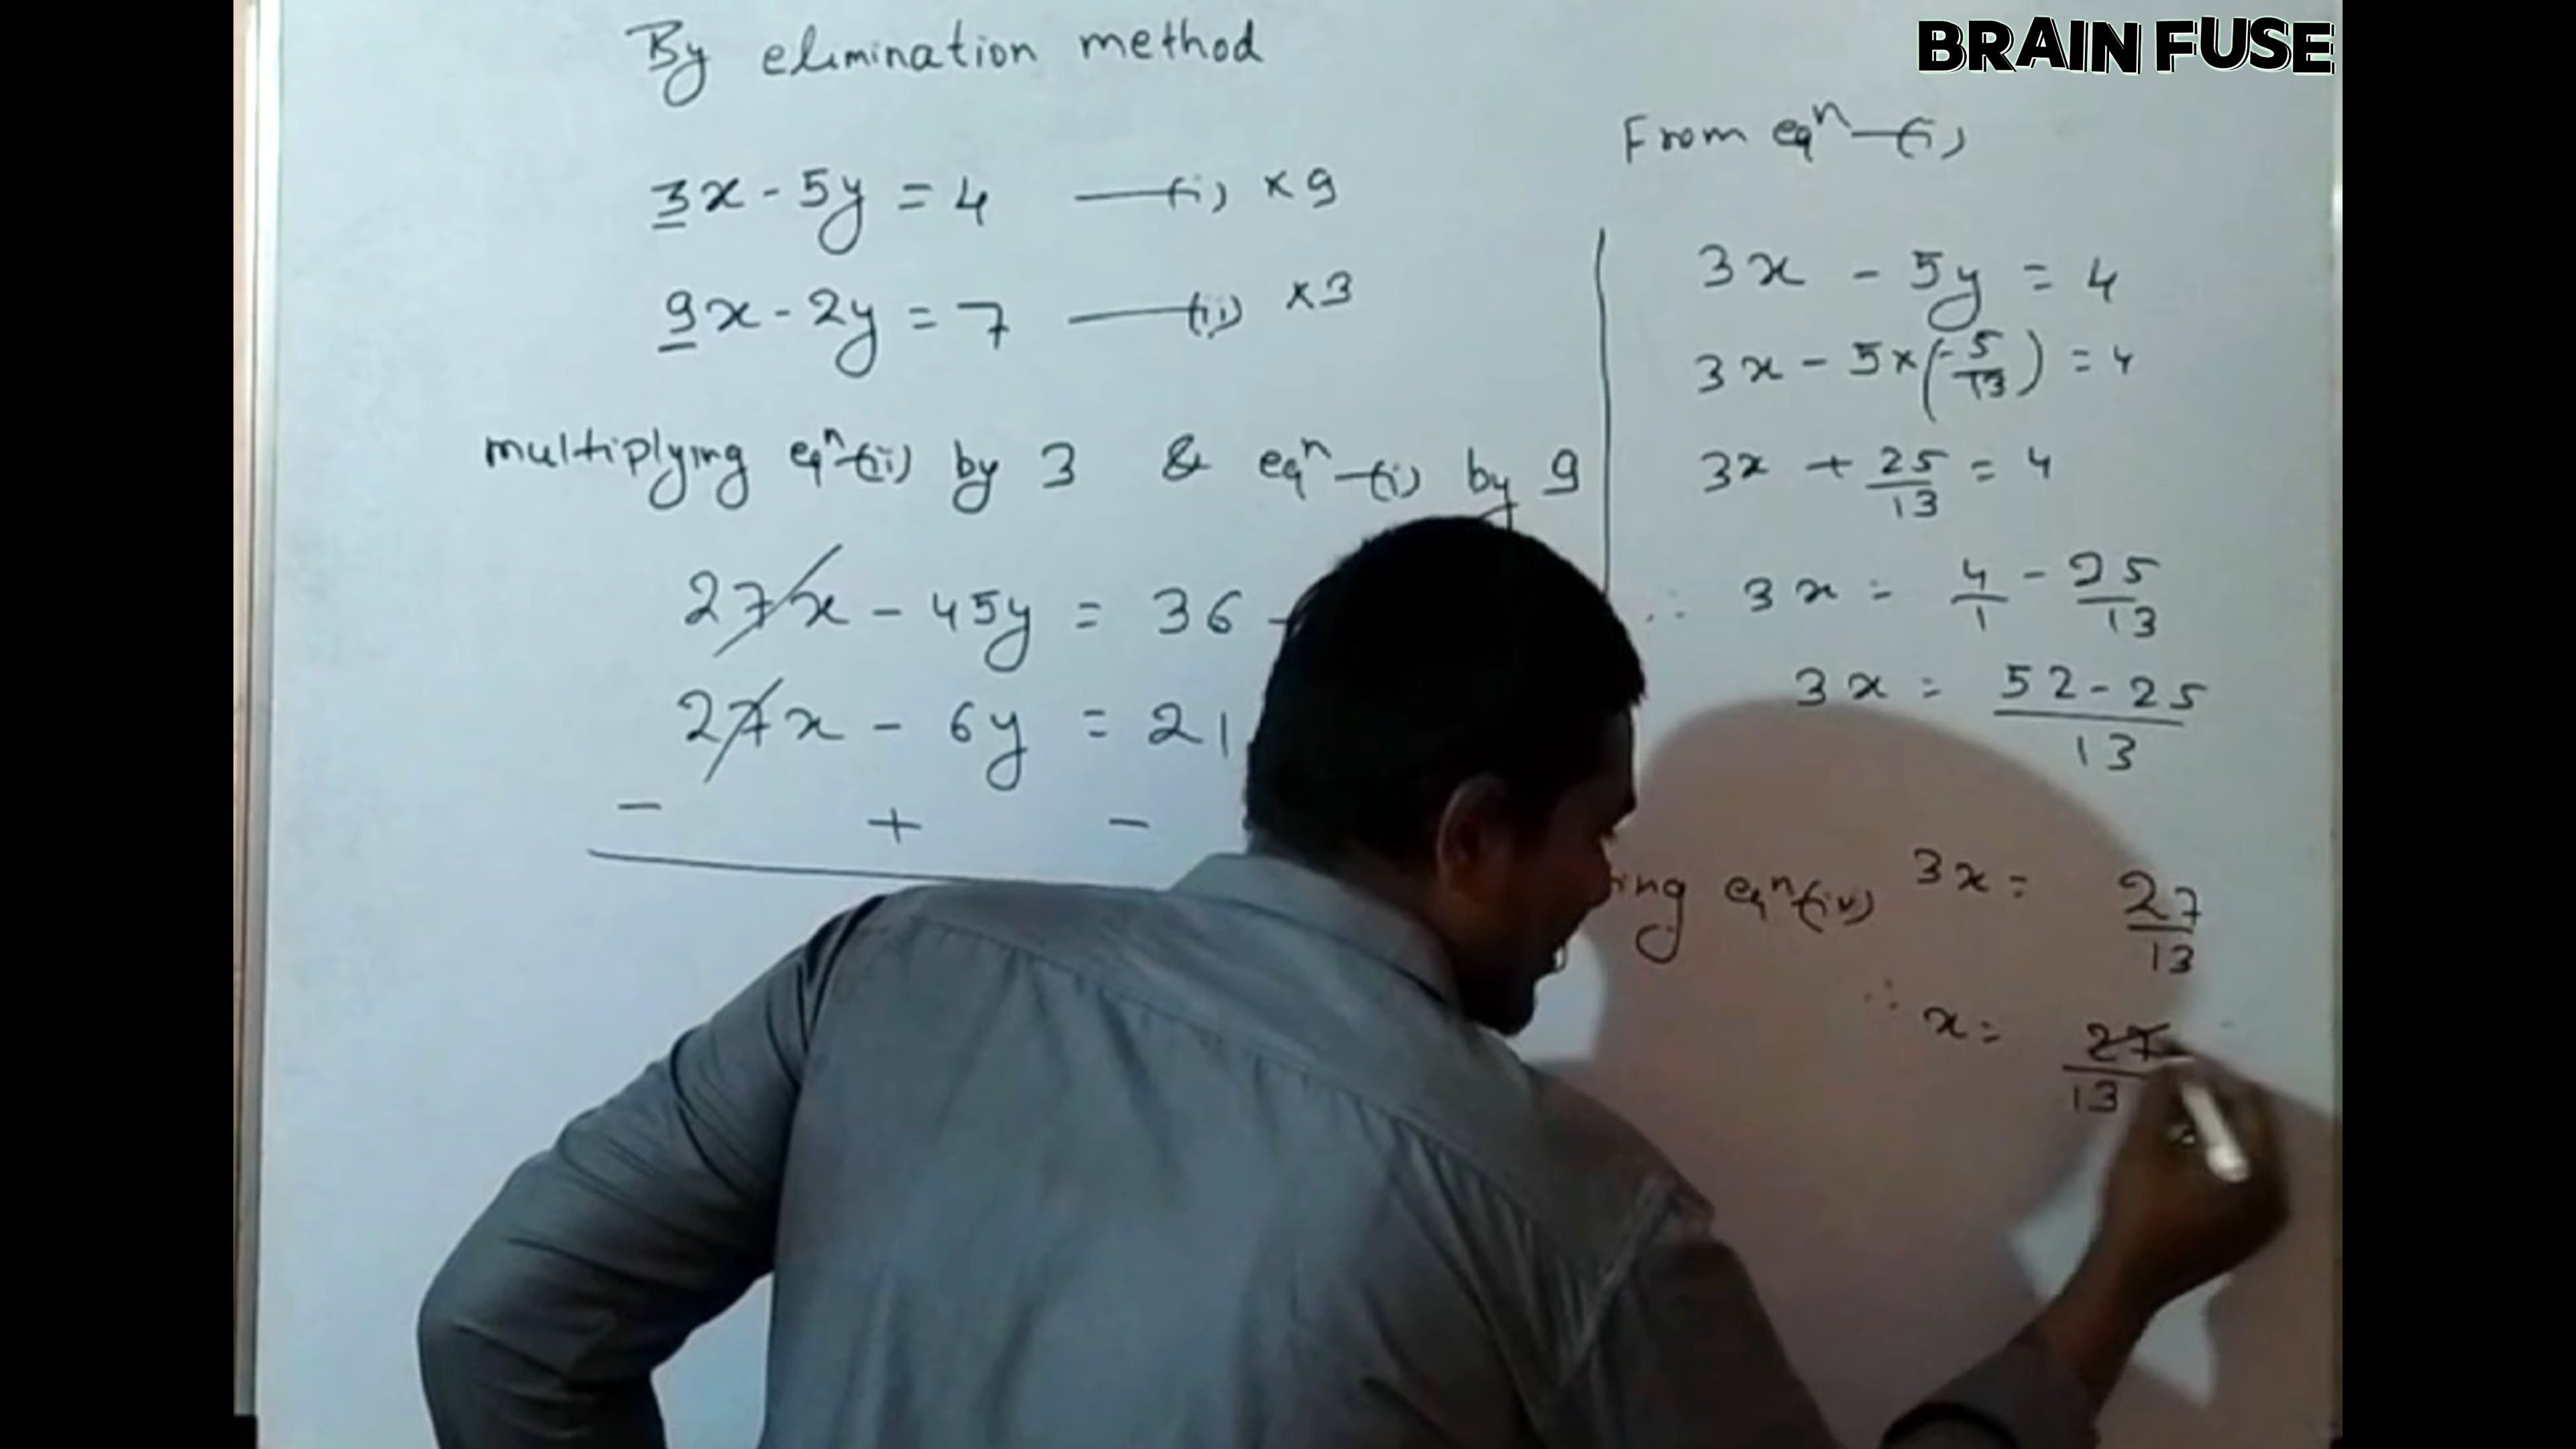 BRAIN FUSE
By elimination method
3x - 5y = 4 —(i) × 9
9x - 2y = 7 —(ii) × 3
multiplying eqⁿ—(ii) by 3 & eqⁿ—(i) by 9
27x - 45y = 36 -
27x - 6y = 21
- + -
ing eqⁿ—(iv)
From eqⁿ—(i)
3x - 5y = 4
3x - 5 × (-5/13) = 4
3x + 25/13 = 4
∴ 3x = 4/1 - 25/13
3x = 52 - 25/13
3x = 27/13
∴ x = 27/13